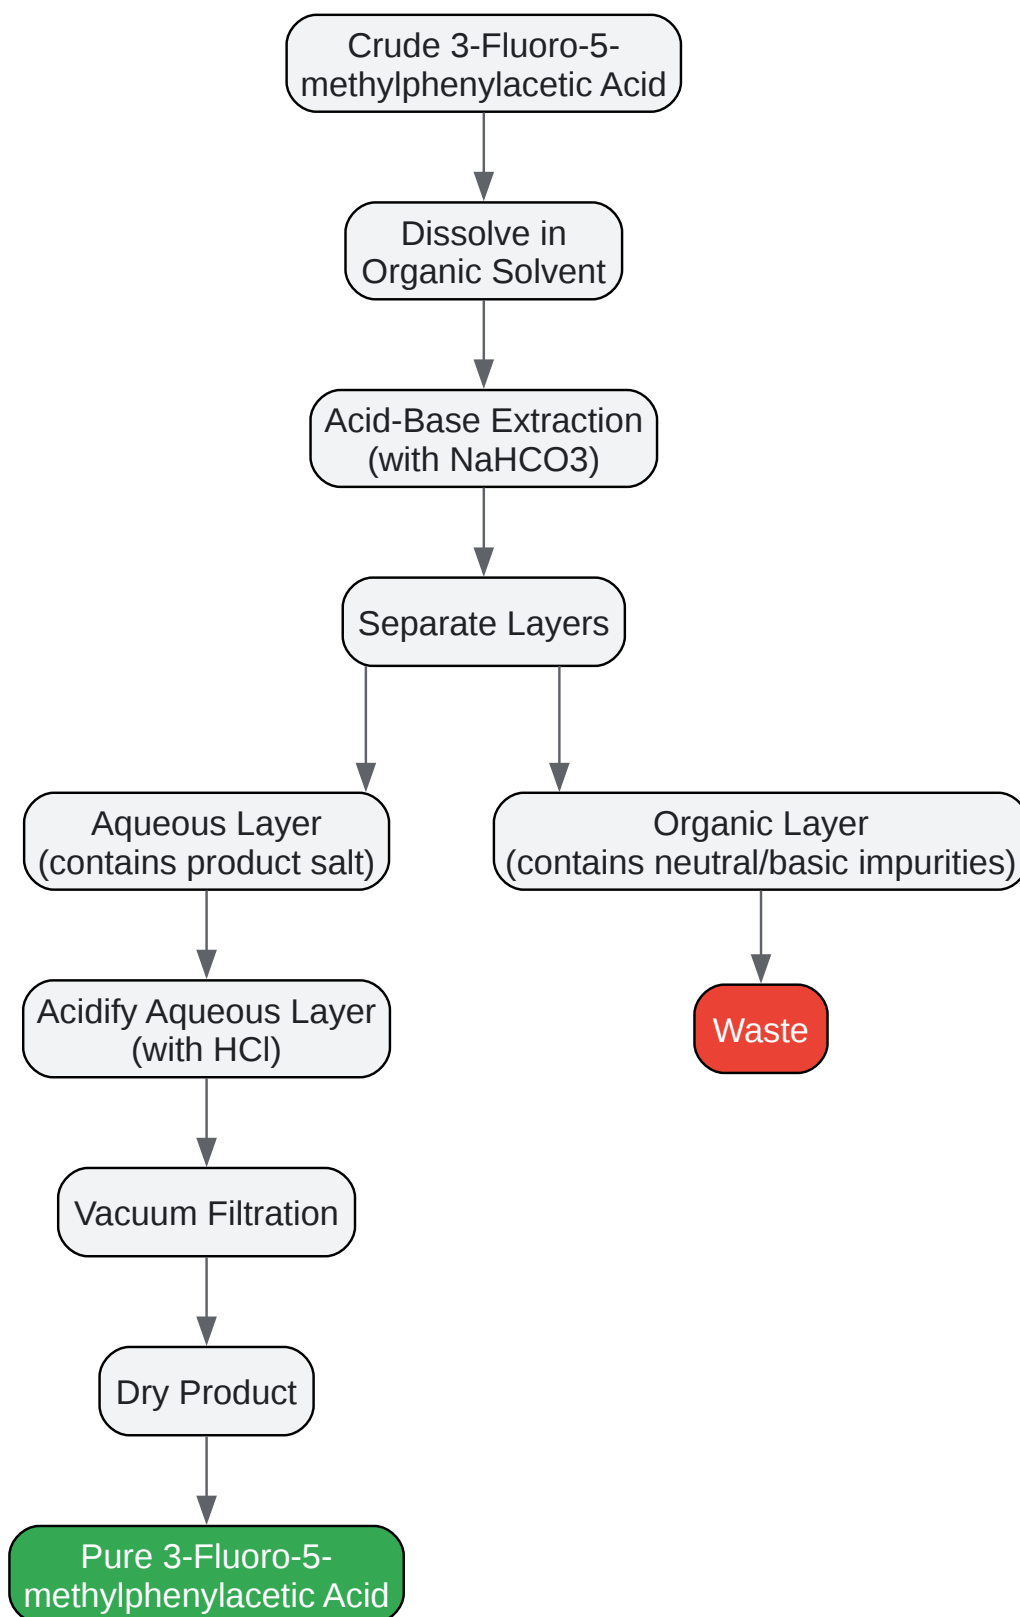 Crude 3-Fluoro-5-
methylphenylacetic Acid
Dissolve in
Organic Solvent
Acid-Base Extraction
(with NaHCO3)
Separate Layers
Aqueous Layer
(contains product salt)
Organic Layer
(contains neutral/basic impurities)
Acidify Aqueous Layer
(with HCl)
Waste
Vacuum Filtration
Dry Product
Pure 3-Fluoro-5-
methylphenylacetic Acid